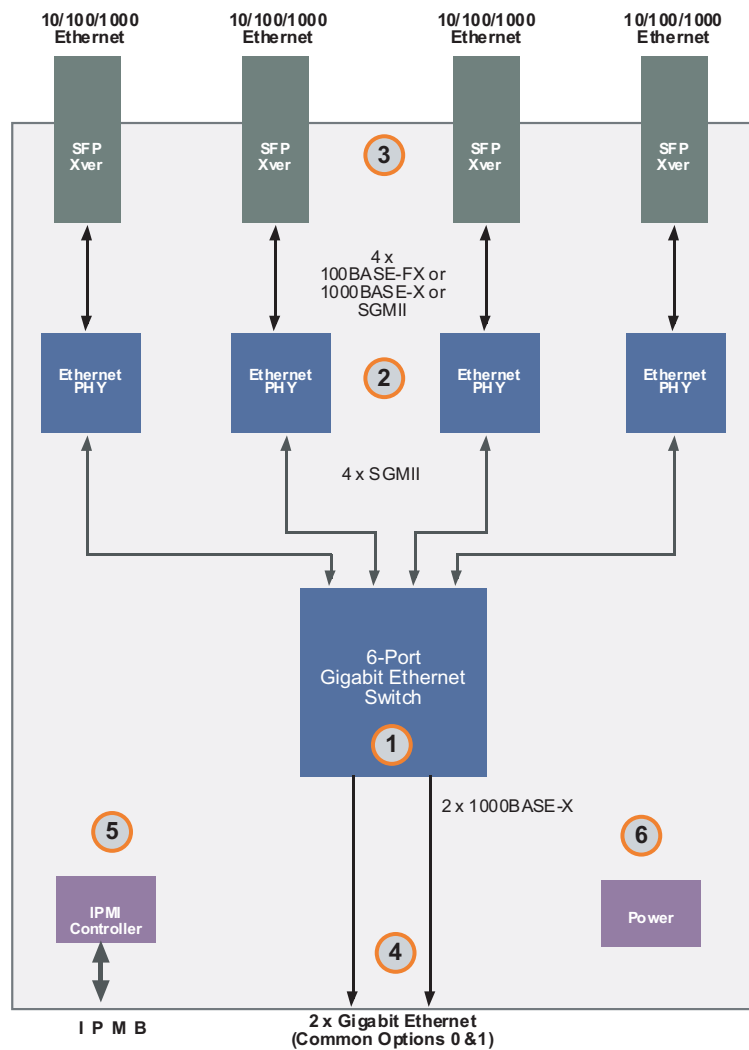 10/100/1000 10/100/1000 10/100/1000 10/100/1000
Ethernet Ethernet Ethernet Ethernet
SFP SFP SFP SFP
Xver Xver Xver Xver
3
4 x
100BASE-FX or
1000BASE-X or
SGMII
Ethernet Ethernet Ethernet Ethernet
PHY PHY PHY PHY
2
4 x SGMII
6-Port
Gigabit Ethernet
Switch
1
2 x 1000BASE-X
5
6
IPMI
Controller
Power
4
I P M B
2 x Gigabit Ethernet
(Common Options 0 &1)